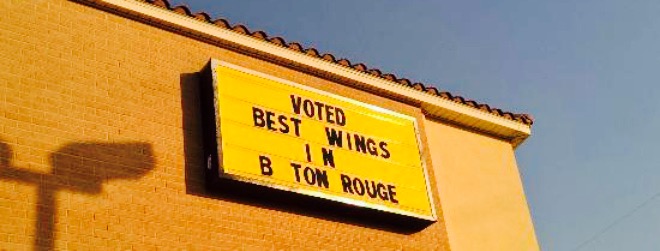 VOTED
BEST WINGS
IN
B TON ROUGE